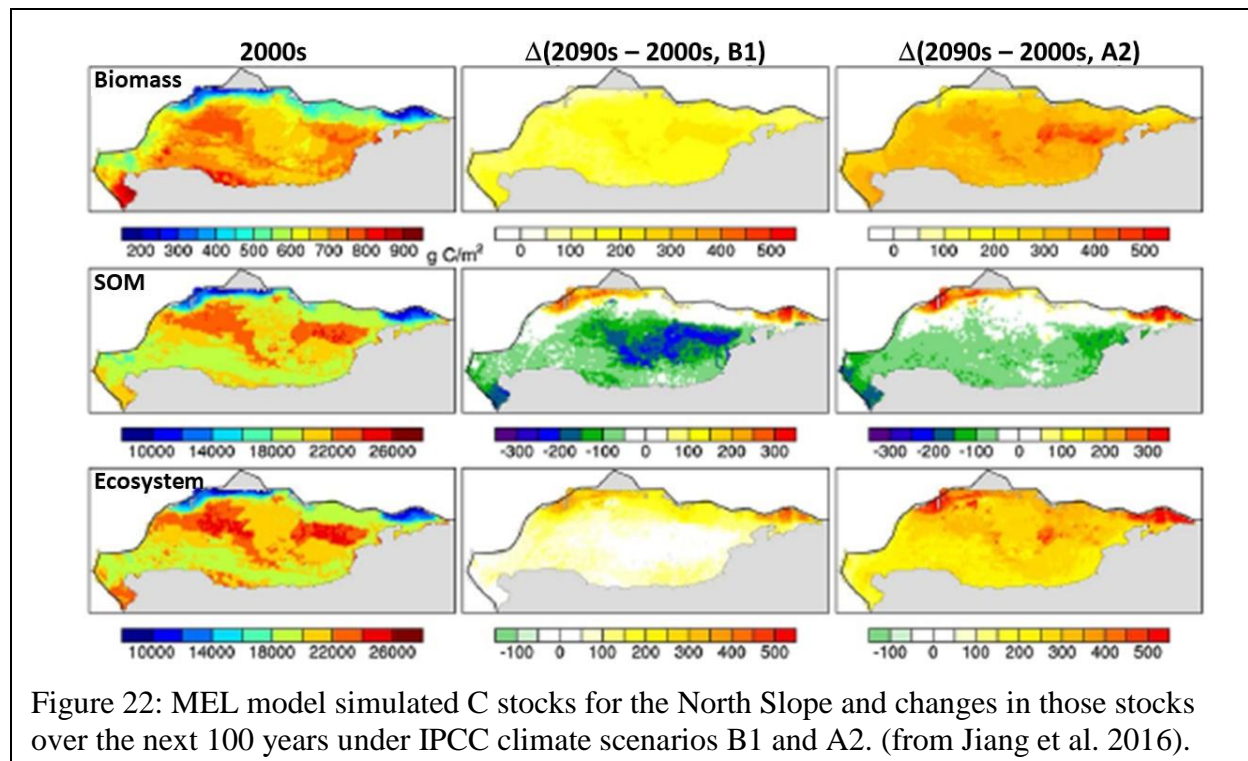 2000s Δ(2090s – 2000s, B1) Δ(2090s – 2000s, A2)
Biomass
200 300 400 500 600 700 800 900 g C/m² 0 100 200 300 400 500 0 100 200 300 400 500
SOM
10000 14000 18000 22000 26000 -300 -200 -100 0 100 200 300 -300 -200 -100 0 100 200 300
Ecosystem
10000 14000 18000 22000 26000 -100 0 100 200 300 400 500 -100 0 100 200 300 400 500
Figure 22: MEL model simulated C stocks for the North Slope and changes in those stocks
over the next 100 years under IPCC climate scenarios B1 and A2. (from Jiang et al. 2016).